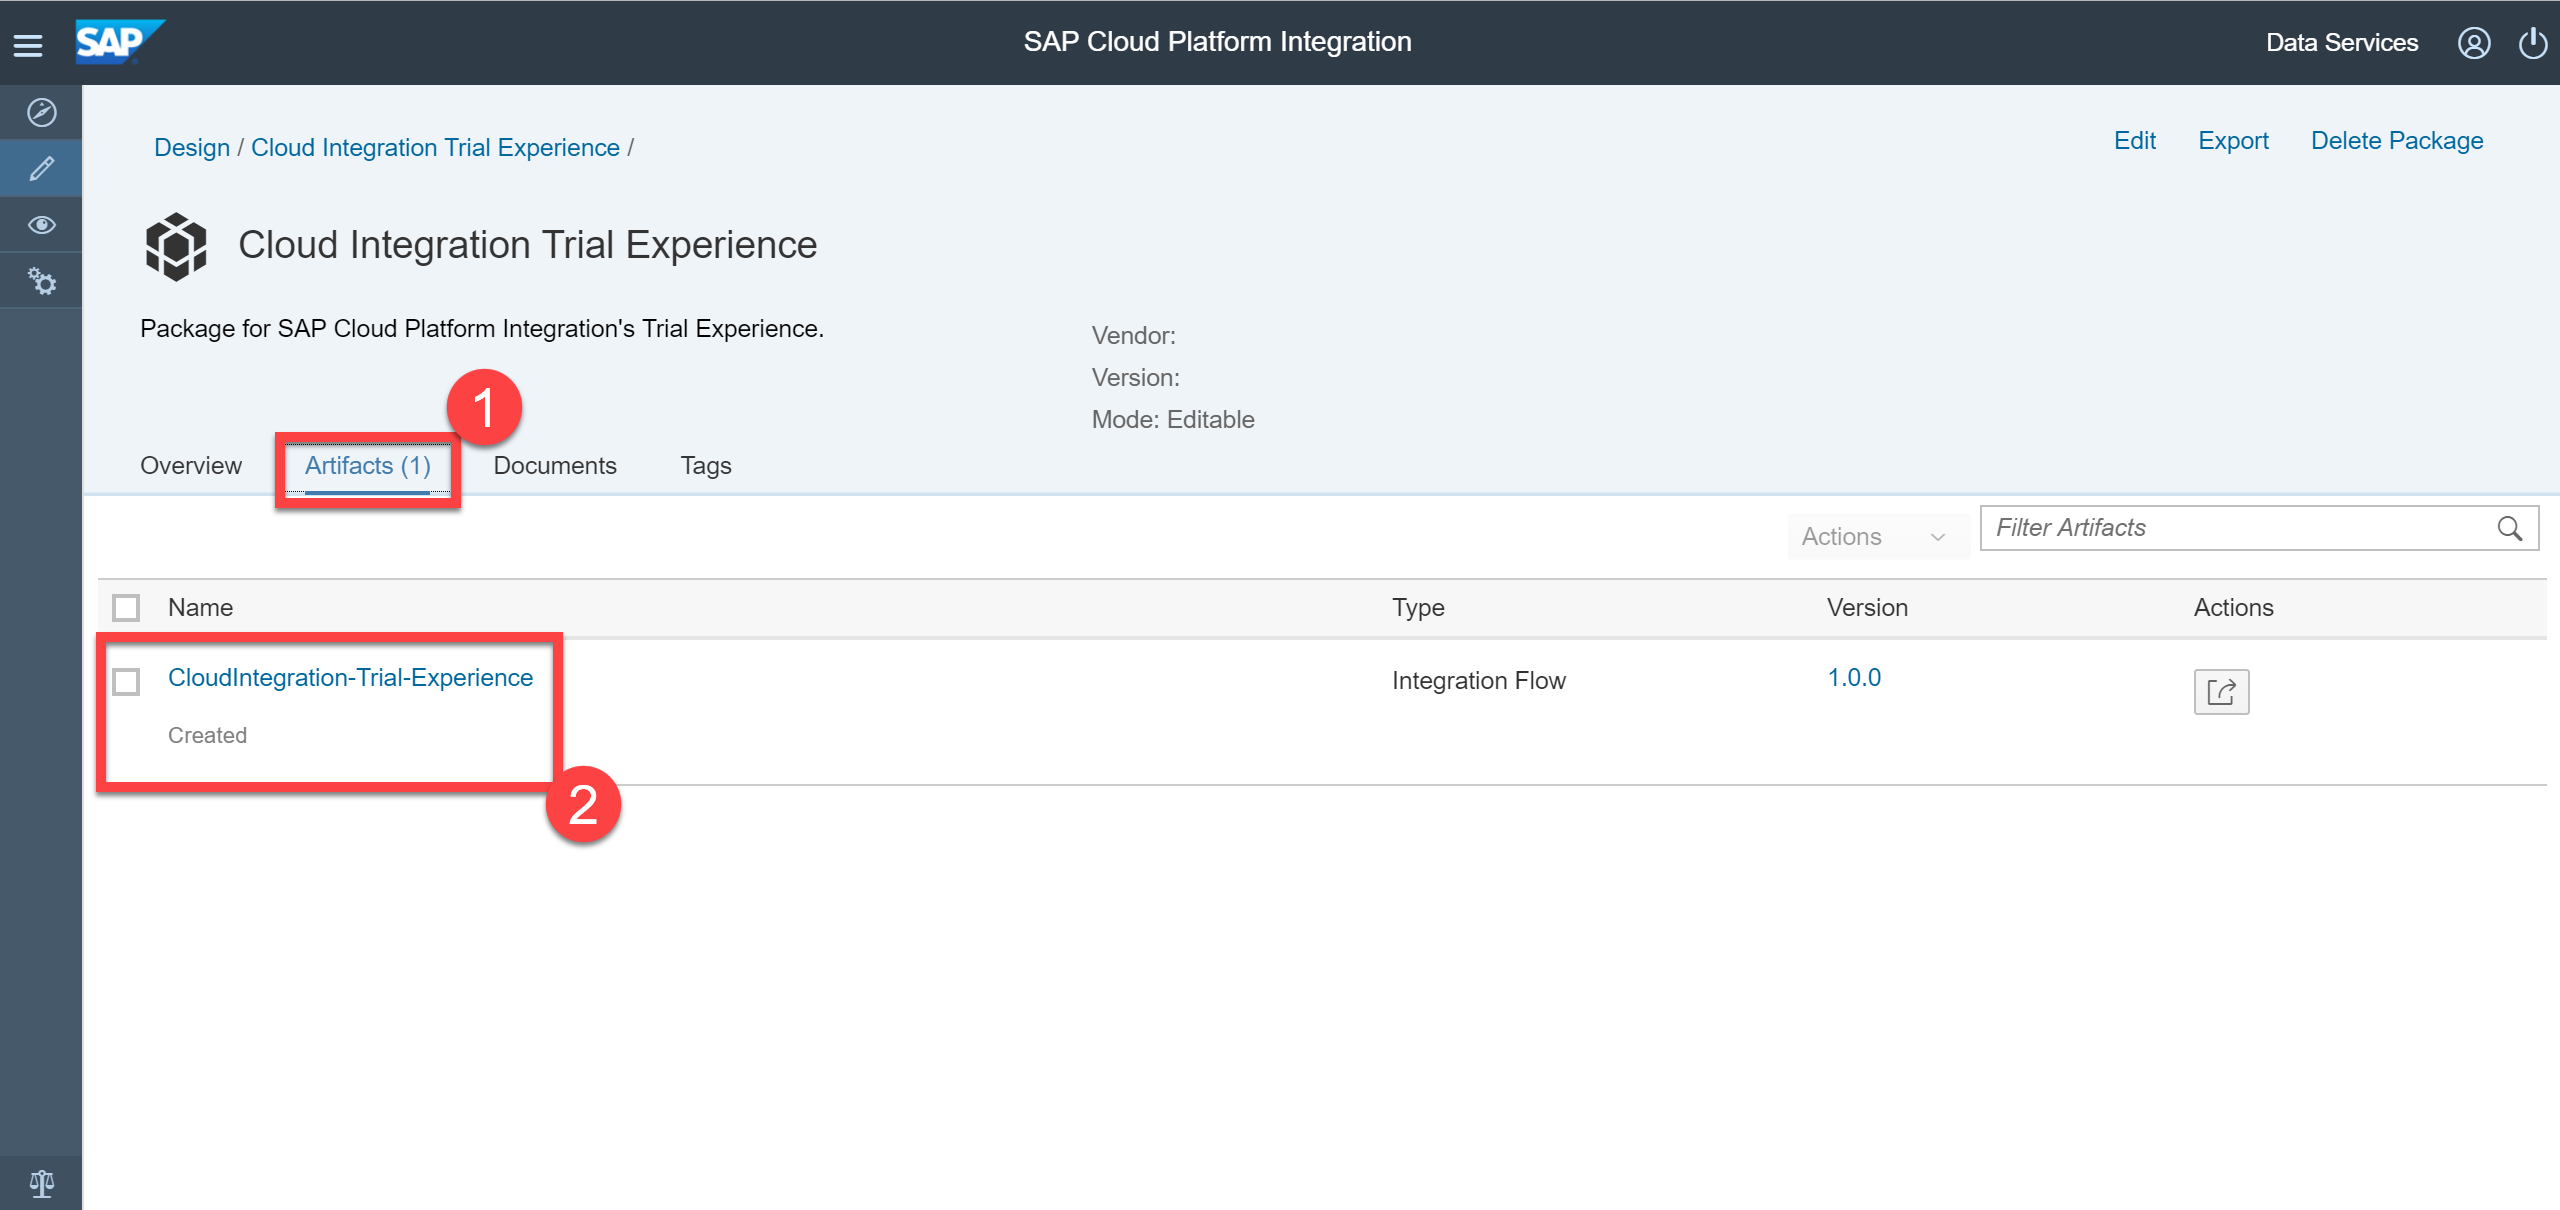 SAP
SAP Cloud Platform Integration
Data Services
Design / Cloud Integration Trial Experience /
Edit Export Delete Package
Cloud Integration Trial Experience
Package for SAP Cloud Platform Integration's Trial Experience.
Vendor:
Version:
Mode: Editable
1
Overview Artifacts (1) Documents Tags
Actions Filter Artifacts
Name Type Version Actions
CloudIntegration-Trial-Experience Integration Flow 1.0.0
Created
2